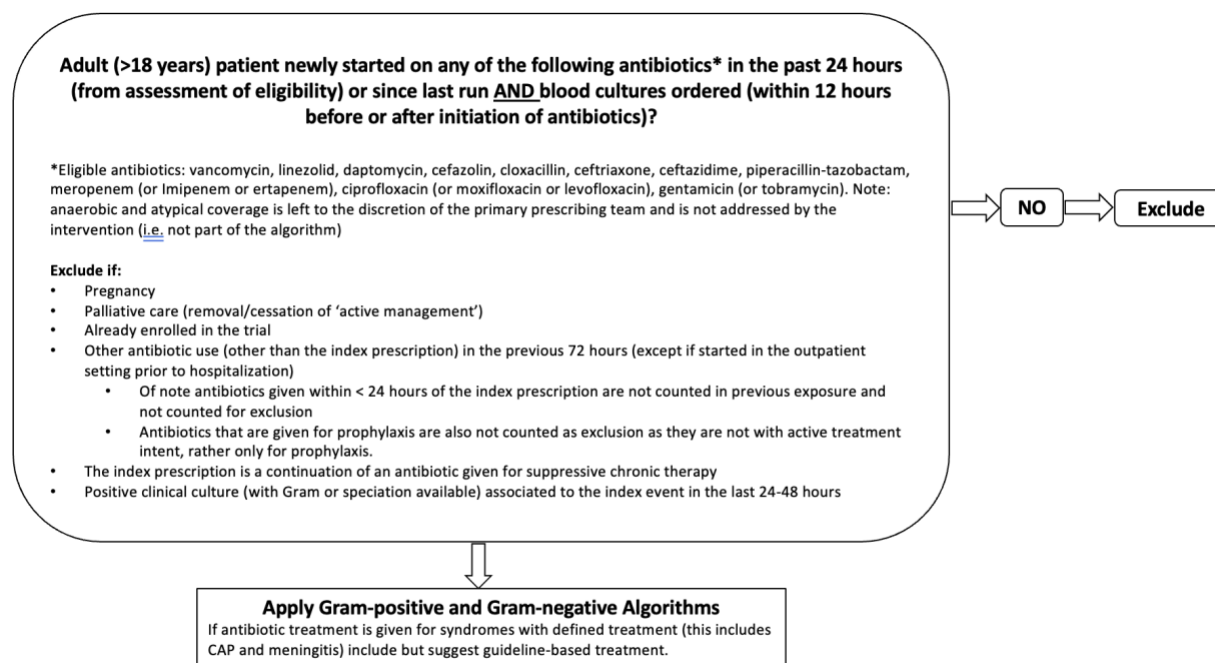 Adult (>18 years) patient newly started on any of the following antibiotics* in the past 24 hours
(from assessment of eligibility) or since last run AND blood cultures ordered (within 12 hours
before or after initiation of antibiotics)?
*Eligible antibiotics: vancomycin, linezolid, daptomycin, cefazolin, cloxacillin, ceftriaxone, ceftazidime, piperacillin-tazobactam,
meropenem (or Imipenem or ertapenem), ciprofloxacin (or moxifloxacin or levofloxacin), gentamicin (or tobramycin). Note:
anaerobic and atypical coverage is left to the discretion of the primary prescribing team and is not addressed by the
intervention (i.e. not part of the algorithm)
NO
Exclude
Exclude if:
• Pregnancy
• Palliative care (removal/cessation of ‘active management’)
• Already enrolled in the trial
• Other antibiotic use (other than the index prescription) in the previous 72 hours (except if started in the outpatient
setting prior to hospitalization)
• Of note antibiotics given within < 24 hours of the index prescription are not counted in previous exposure and
not counted for exclusion
• Antibiotics that are given for prophylaxis are also not counted as exclusion as they are not with active treatment
intent, rather only for prophylaxis.
• The index prescription is a continuation of an antibiotic given for suppressive chronic therapy
• Positive clinical culture (with Gram or speciation available) associated to the index event in the last 24-48 hours
Apply Gram-positive and Gram-negative Algorithms
If antibiotic treatment is given for syndromes with defined treatment (this includes
CAP and meningitis) include but suggest guideline-based treatment.